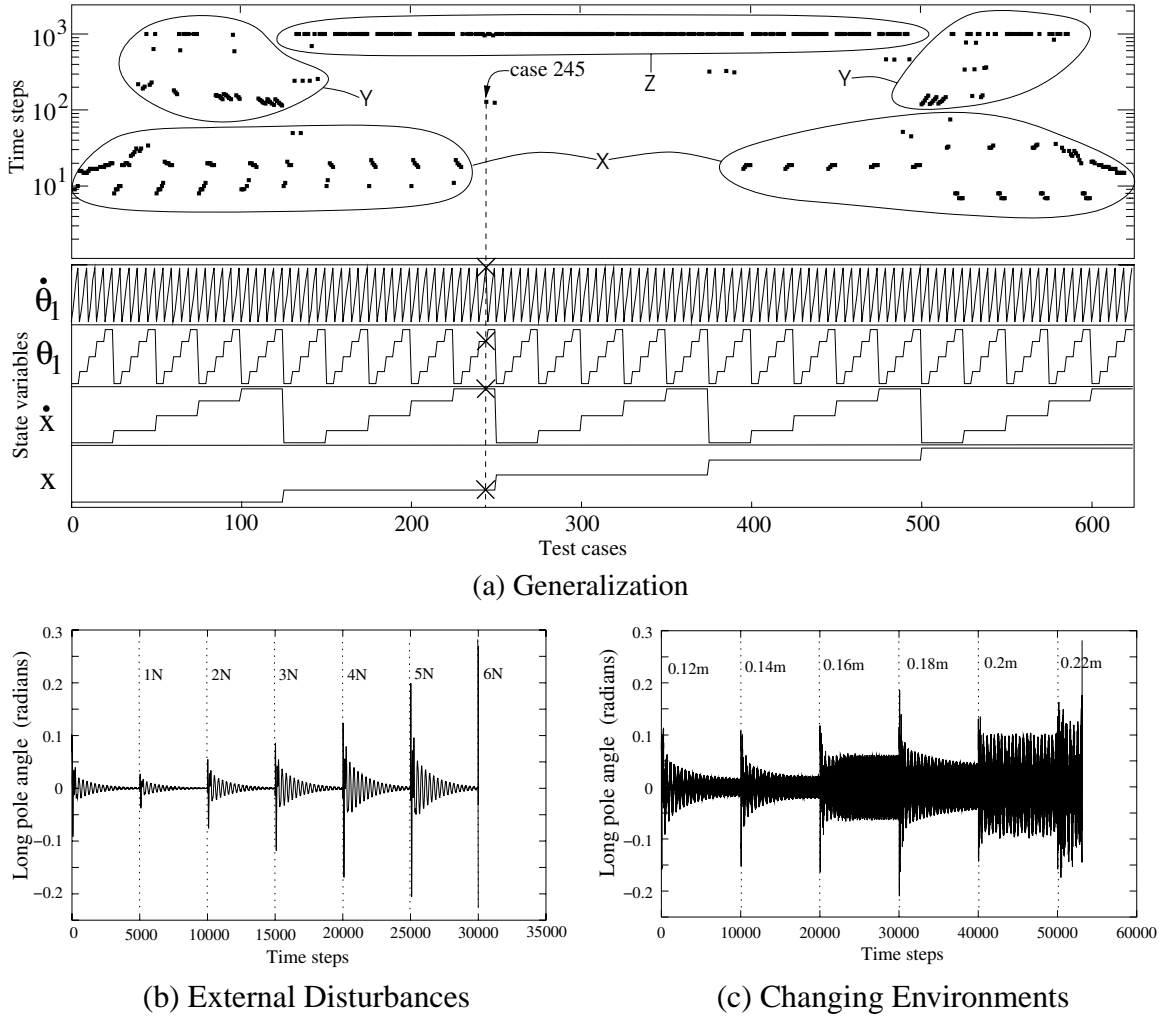 Time steps
10^3
10^2
10^1
case 245
Y
Z
Y
X
State variables
θ̇_1
θ_1
ẋ
x
0 100 200 300 400 500 600
Test cases
(a) Generalization
Long pole angle (radians)
0.3
0.2
0.1
0
−0.1
−0.2
1N 2N 3N 4N 5N 6N
0 5000 10000 15000 20000 25000 30000 35000
Time steps
(b) External Disturbances
Long pole angle (radians)
0.3
0.2
0.1
0
−0.1
−0.2
0.12m 0.14m 0.16m 0.18m 0.2m 0.22m
0 10000 20000 30000 40000 50000 60000
Time steps
(c) Changing Environments